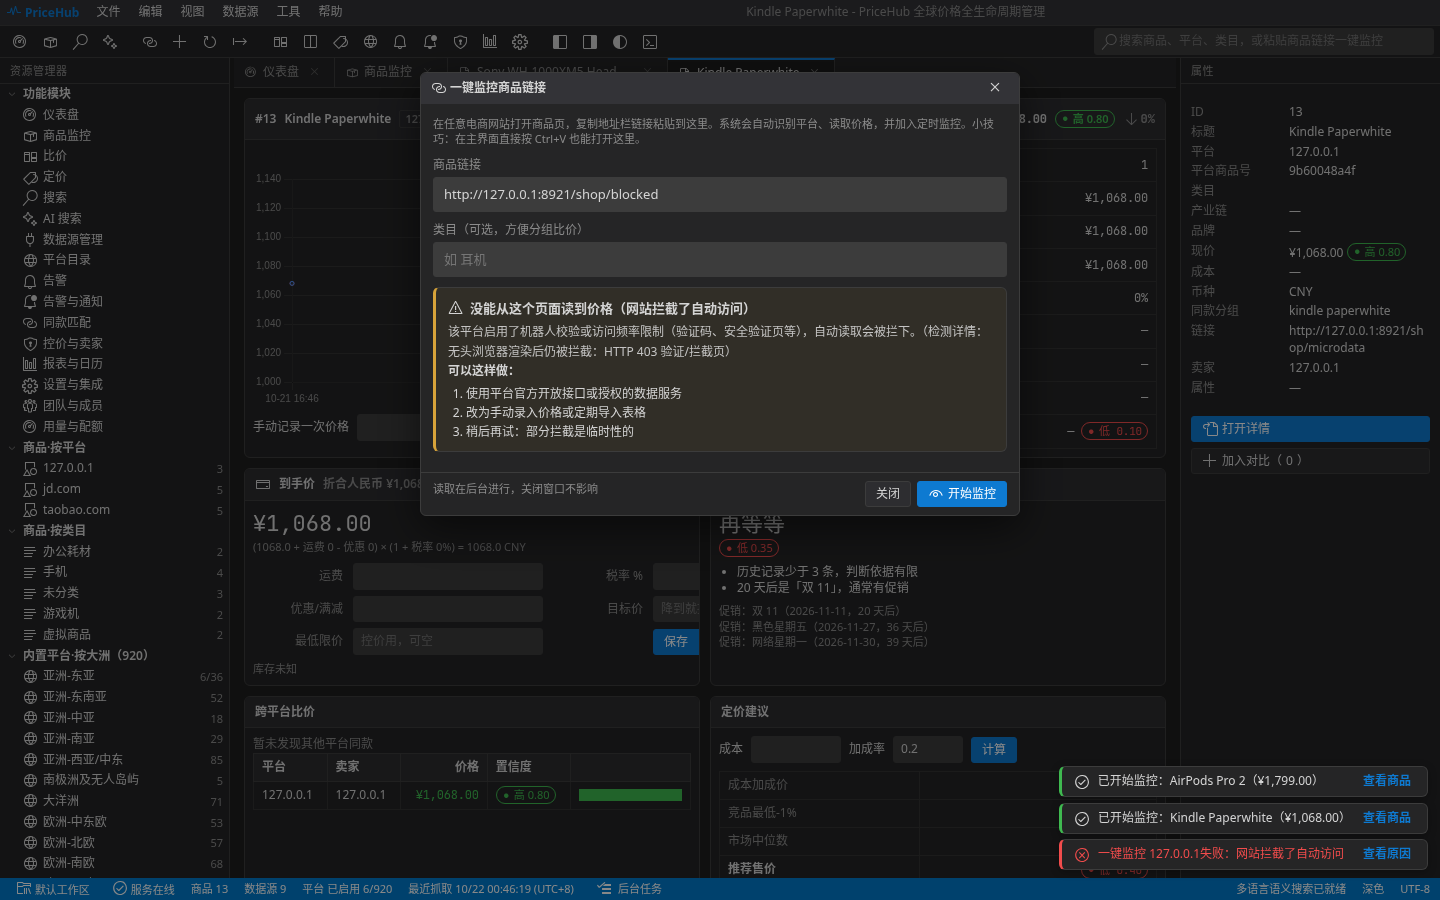 PriceHub 文件 编辑 视图 数据源 工具 帮助
Kindle Paperwhite - PriceHub 全球价格全生命周期管理
搜索商品、平台、类目，或粘贴商品链接一键监控
资源管理器
功能模块
仪表盘
商品监控
比价
定价
搜索
AI 搜索
数据源管理
平台目录
告警
告警与通知
同款匹配
控价与卖家
报表与日历
设置与集成
团队与成员
用量与配额
商品·按平台
127.0.0.1 3
jd.com 5
taobao.com 5
商品·按类目
办公耗材 2
手机 4
未分类 3
游戏机 2
虚拟商品 2
内置平台·按大洲（920）
亚洲-东亚 6/36
亚洲-东南亚 52
亚洲-中亚 18
亚洲-南亚 29
亚洲-西亚/中东 85
南极洲及无人岛屿 5
大洋洲 71
欧洲-中东欧 53
欧洲-北欧 57
欧洲-南欧 68
仪表盘
商品监控
Sony WH-1000XM5 Head
Kindle Paperwhite
#13 Kindle Paperwhite 127
8.00 高 0.80 0%
1,140
1,120
1,100
1,080
1,060
1,040
1,020
1,000
10-21 16:46
手动记录一次价格
1
¥1,068.00
¥1,068.00
¥1,068.00
0%
—
—
—
— 低 0.10
一键监控商品链接
在任意电商网站打开商品页，复制地址栏链接粘贴到这里。系统会自动识别平台、读取价格，并加入定时监控。小技
巧：在主界面直接按 Ctrl+V 也能打开这里。
商品链接
http://127.0.0.1:8921/shop/blocked
类目（可选，方便分组比价）
如 耳机
没能从这个页面读到价格（网站拦截了自动访问）
该平台启用了机器人校验或访问频率限制（验证码、安全验证页等），自动读取会被拦下。（检测详情：
无头浏览器渲染后仍被拦截：HTTP 403 验证/拦截页）
可以这样做：
1. 使用平台官方开放接口或授权的数据服务
2. 改为手动录入价格或定期导入表格
3. 稍后再试：部分拦截是临时性的
读取在后台进行，关闭窗口不影响
关闭
开始监控
到手价 折合人民币 ¥1,068
¥1,068.00
(1068.0 + 运费 0 - 优惠 0) × (1 + 税率 0%) = 1068.0 CNY
运费
税率 %
优惠/满减
目标价 降到就
最低限价 控价用，可空
保存
库存未知
再等等
低 0.35
历史记录少于 3 条，判断依据有限
20 天后是「双 11」，通常有促销
促销：双 11（2026-11-11，20 天后）
促销：黑色星期五（2026-11-27，36 天后）
促销：网络星期一（2026-11-30，39 天后）
跨平台比价
暂未发现其他平台同款
平台 卖家 价格 置信度
127.0.0.1 127.0.0.1 ¥1,068.00 高 0.80
定价建议
成本
加成率 0.2 计算
成本加成价
竞品最低-1%
市场中位数
推荐售价
低 0.40
属性
ID 13
标题 Kindle Paperwhite
平台 127.0.0.1
平台商品号 9b60048a4f
类目
产业链 —
品牌 —
现价 ¥1,068.00 高 0.80
成本 —
币种 CNY
同款分组 kindle paperwhite
链接 http://127.0.0.1:8921/sh
op/microdata
卖家 127.0.0.1
属性 —
打开详情
加入对比（ 0 ）
已开始监控：AirPods Pro 2（¥1,799.00） 查看商品
已开始监控：Kindle Paperwhite（¥1,068.00） 查看商品
一键监控 127.0.0.1失败：网站拦截了自动访问 查看原因
默认工作区 服务在线 商品 13 数据源 9 平台 已启用 6/920 最近抓取 10/22 00:46:19 (UTC+8) 后台任务
多语言语义搜索已就绪 深色 UTF-8